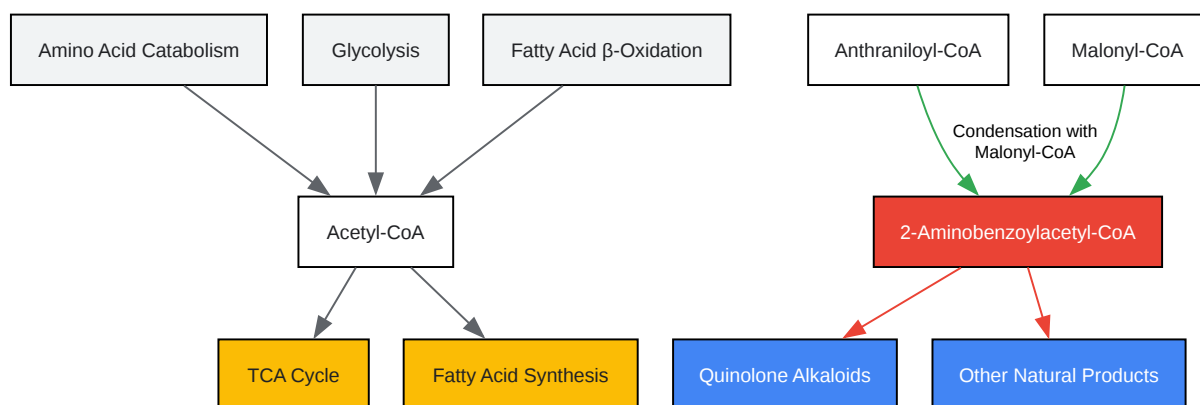 Amino Acid Catabolism
Glycolysis
Fatty Acid β-Oxidation
Anthraniloyl-CoA
Malonyl-CoA
Condensation with
Malonyl-CoA
Acetyl-CoA
2-Aminobenzoylacetyl-CoA
TCA Cycle
Fatty Acid Synthesis
Quinolone Alkaloids
Other Natural Products